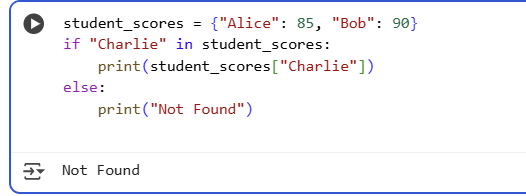 student_scores = {"Alice": 85, "Bob": 90}
if "Charlie" in student_scores:
    print(student_scores["Charlie"])
else:
    print("Not Found")
Not Found